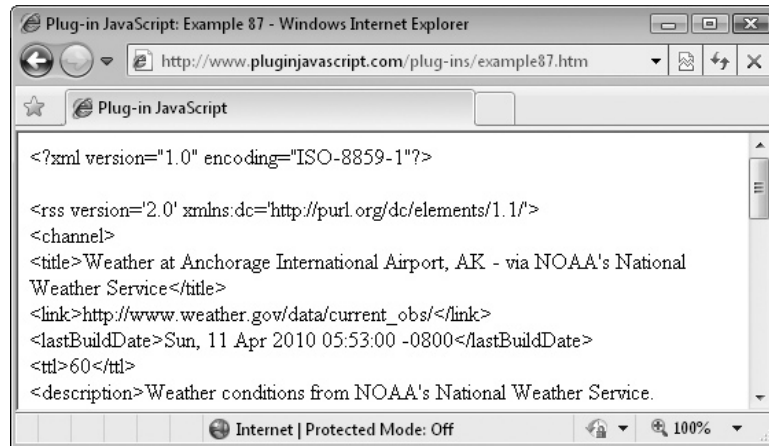 Plug-in JavaScript: Example 87 - Windows Internet Explorer
http://www.pluginjavascript.com/plug-ins/example87.htm
Plug-in JavaScript
<?xml version="1.0" encoding="ISO-8859-1"?>
<rss version='2.0' xmlns:dc='http://purl.org/dc/elements/1.1/'>
<channel>
<title>Weather at Anchorage International Airport, AK - via NOAA's National
Weather Service</title>
<link>http://www.weather.gov/data/current_obs/</link>
<lastBuildDate>Sun, 11 Apr 2010 05:53:00 -0800</lastBuildDate>
<ttl>60</ttl>
<description>Weather conditions from NOAA's National Weather Service.
Internet | Protected Mode: Off
100%